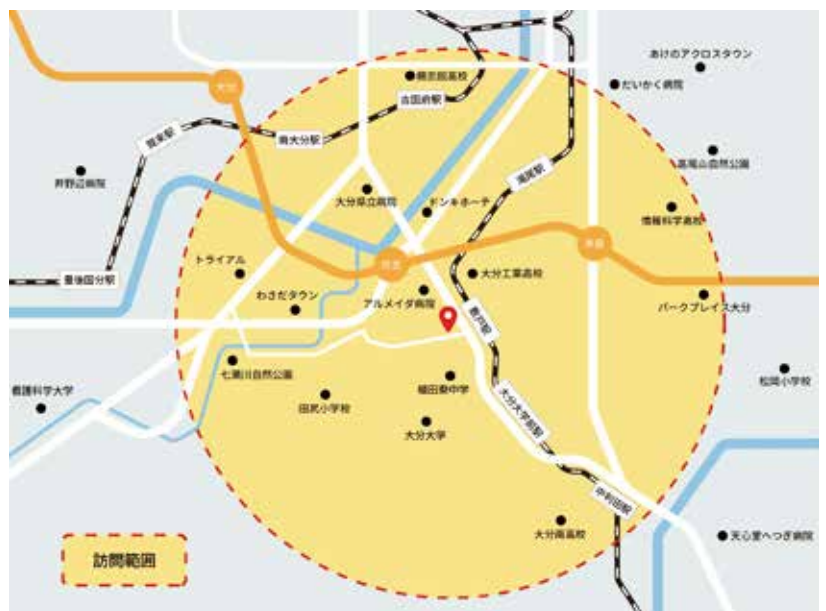 あけのアクロスタウン
鶴崎高校
だいかく病院
大分
古国府駅
賀来駅
南大分駅
高尾山自然公園
井野辺病院
滝尾駅
大分県立病院
ドンキホーテ
情報科学高校
トライアル
大分工業高校
豊後国分駅
わさだタウン
アルメイダ病院
パークプレイス大分
敷戸駅
七瀬川自然公園
稙田東中学
松岡小学校
看護科学大学
田尻小学校
大分大学前駅
大分大学
中判田駅
大分南高校
天心堂へつぎ病院
訪問範囲